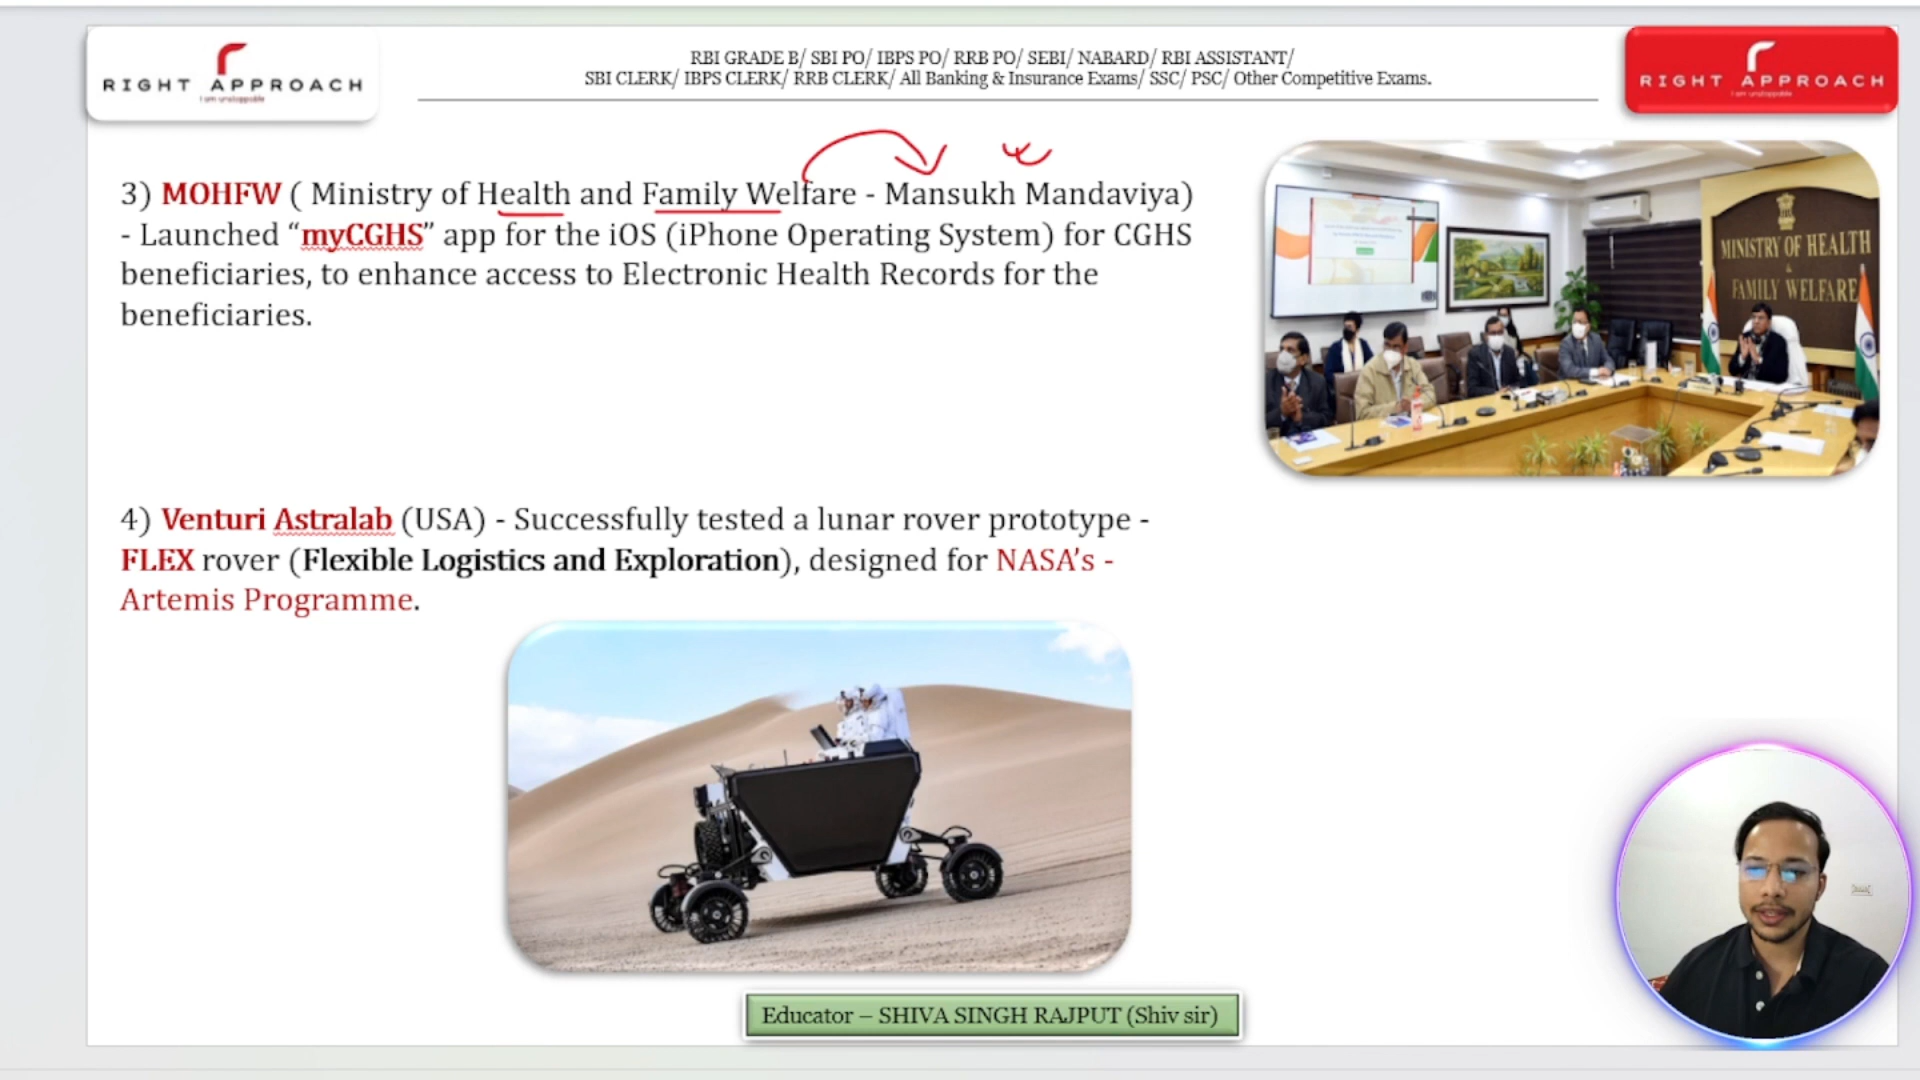 RIGHT APPROACH
I am unstoppable
RBI GRADE B/ SBI PO/ IBPS PO/ RRB PO/ SEBI/ NABARD/ RBI ASSISTANT/
SBI CLERK/ IBPS CLERK/ RRB CLERK/ All Banking & Insurance Exams/ SSC/ PSC/ Other Competitive Exams.
RIGHT APPROACH
I am unstoppable
3) MOHFW ( Ministry of Health and Family Welfare - Mansukh Mandaviya)
- Launched “myCGHS” app for the iOS (iPhone Operating System) for CGHS
beneficiaries, to enhance access to Electronic Health Records for the
beneficiaries.
MINISTRY OF HEALTH
&
FAMILY WELFARE
4) Venturi Astralab (USA) - Successfully tested a lunar rover prototype -
FLEX rover (Flexible Logistics and Exploration), designed for NASA’s -
Artemis Programme.
Educator – SHIVA SINGH RAJPUT (Shiv sir)